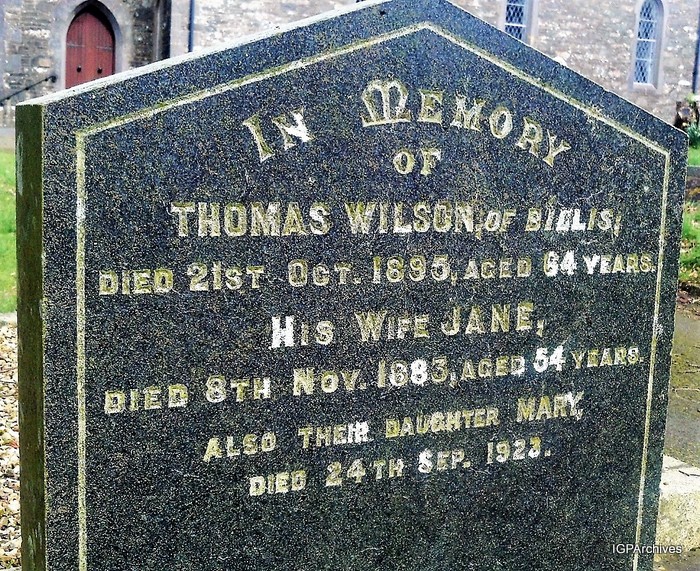 IN MEMORY
OF
THOMAS WILSON, OF BILLIS,
DIED 21ST OCT. 1895, AGED 64 YEARS.
HIS WIFE JANE,
DIED 8TH NOV. 1883, AGED 54 YEARS.
ALSO THEIR DAUGHTER MARY,
DIED 24TH SEP. 1923.
IGPArchives